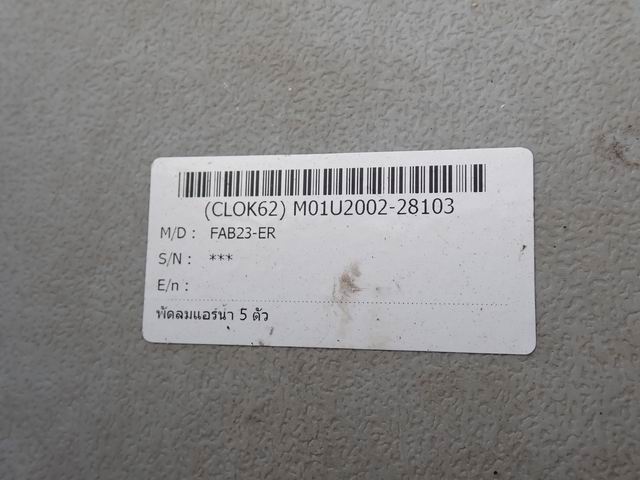 (CLOK62) M01U2002-28103
M/D : FAB23-ER
S/N : ***
E/n :
พัดลมแอร์น้ำ 5 ตัว